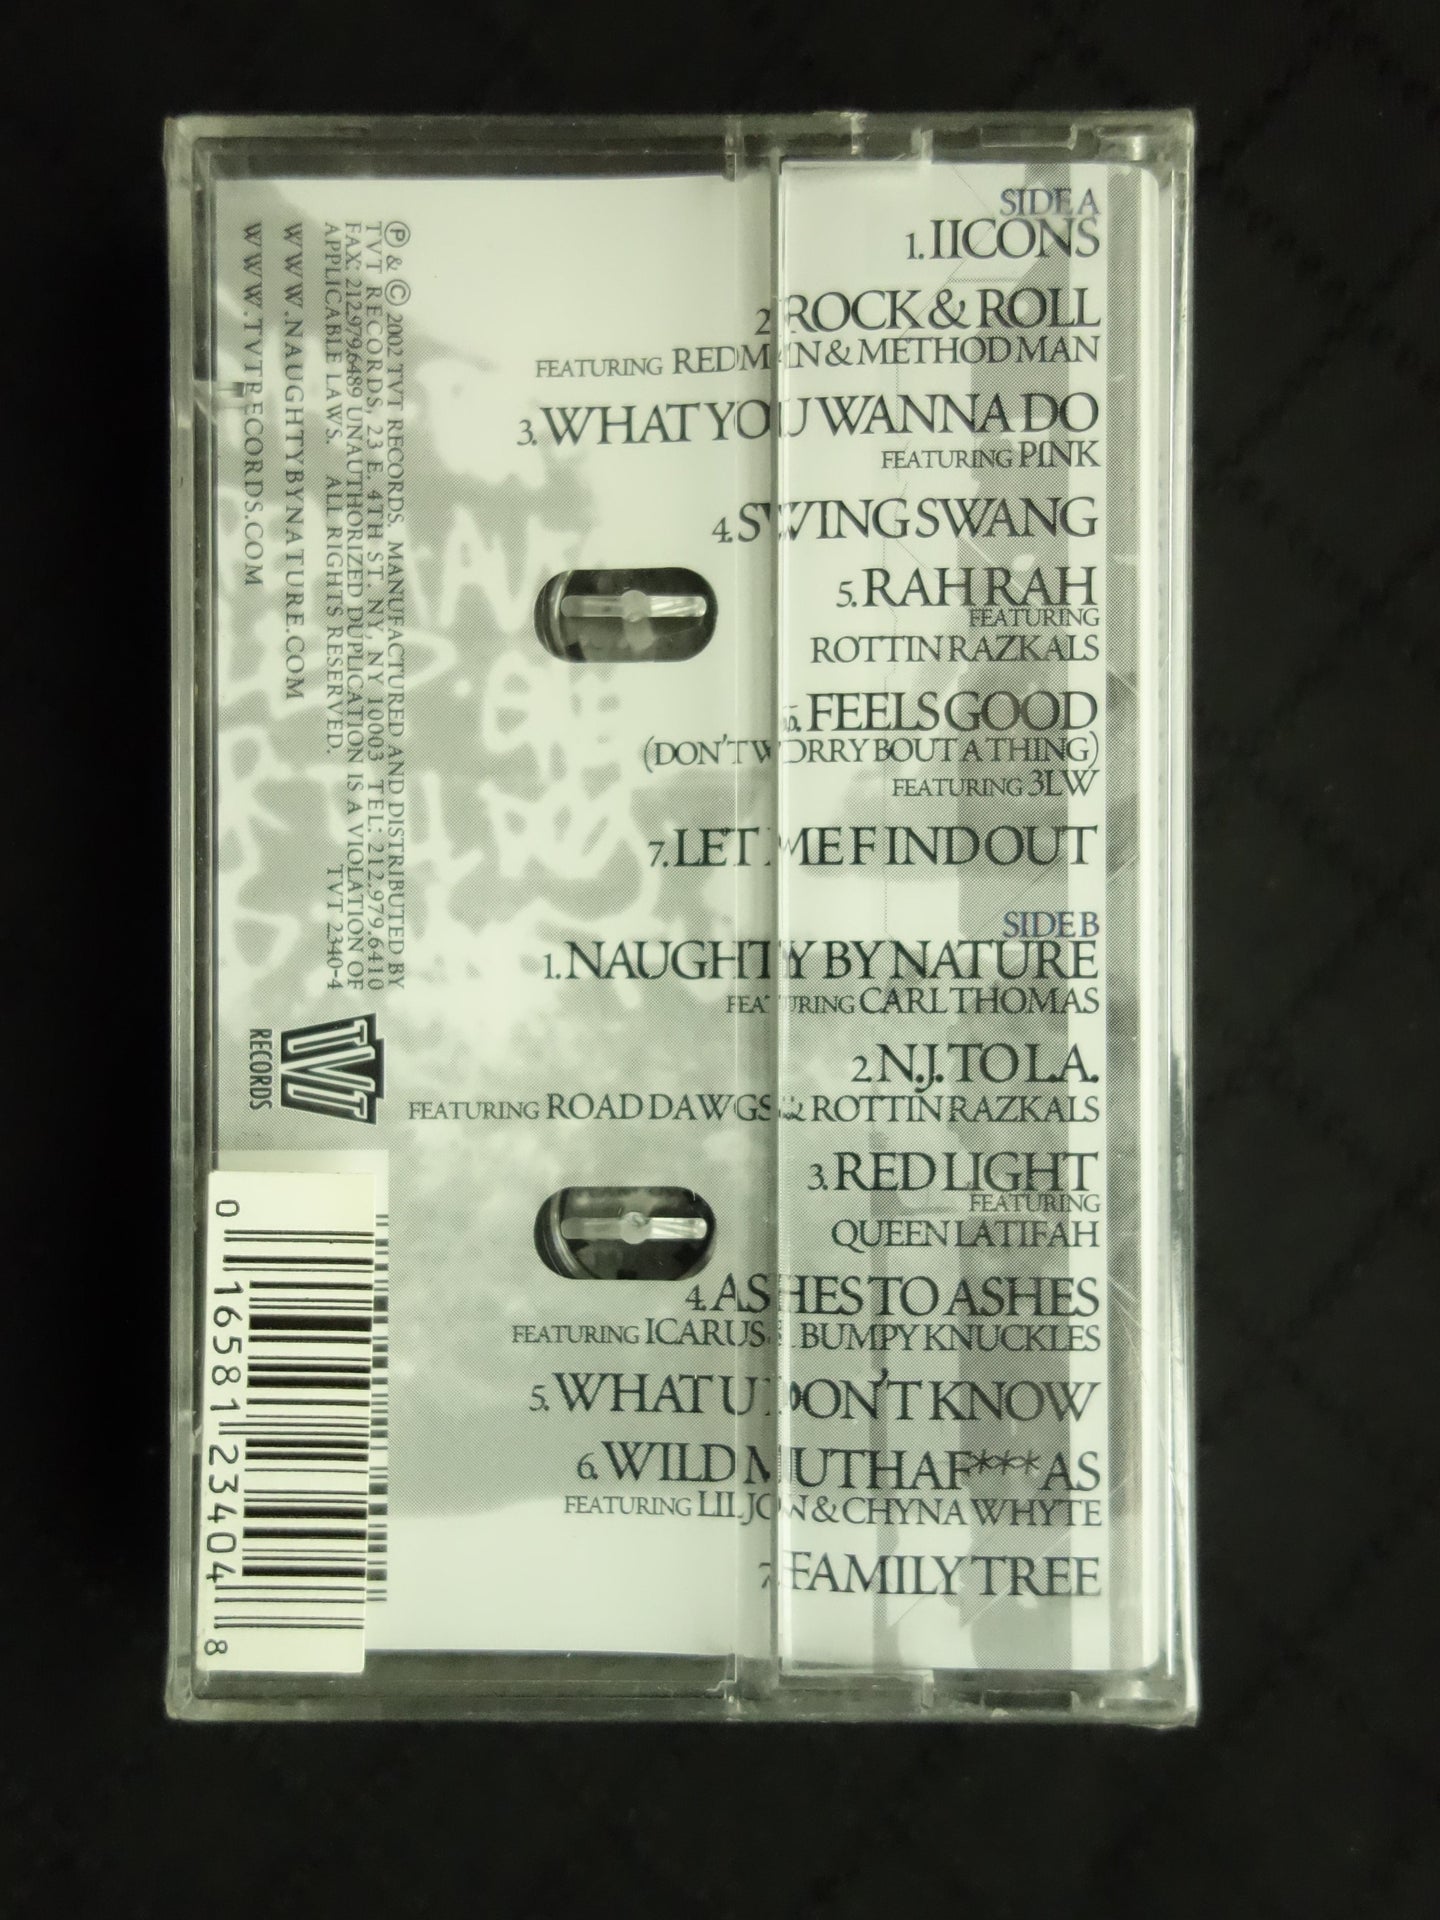 SIDE A
1. IICONS
2. ROCK & ROLL
FEATURING REDMAN & METHOD MAN
3. WHAT YOU WANNA DO
FEATURING PINK
4. SWING SWANG
5. RAH RAH
FEATURING
ROTTIN RAZKALS
6. FEELS GOOD
(DON'T WORRY BOUT A THING)
FEATURING 3LW
7. LET ME FIND OUT
SIDE B
1. NAUGHTY BY NATURE
FEATURING CARL THOMAS
2. N.J. TO L.A.
FEATURING ROAD DAWGS & ROTTIN RAZKALS
3. RED LIGHT
FEATURING
QUEEN LATIFAH
4. ASHES TO ASHES
FEATURING ICARUS & BUMPY KNUCKLES
5. WHAT U DON'T KNOW
6. WILD MUTHAF***AS
FEATURING LIL JON & CHYNA WHYTE
7. FAMILY TREE
℗ & © 2002 TVT RECORDS. MANUFACTURED AND DISTRIBUTED BY
TVT RECORDS, 23 E. 4TH ST. NY, NY 10003 TEL: 212.979.6410
FAX: 212.979.6489 UNAUTHORIZED DUPLICATION IS A VIOLATION OF
APPLICABLE LAWS. ALL RIGHTS RESERVED. TVT 2340-4
WWW.NAUGHTYBYNATURE.COM
WWW.TVTRECORDS.COM
TVT
RECORDS
0 16581 23404 8